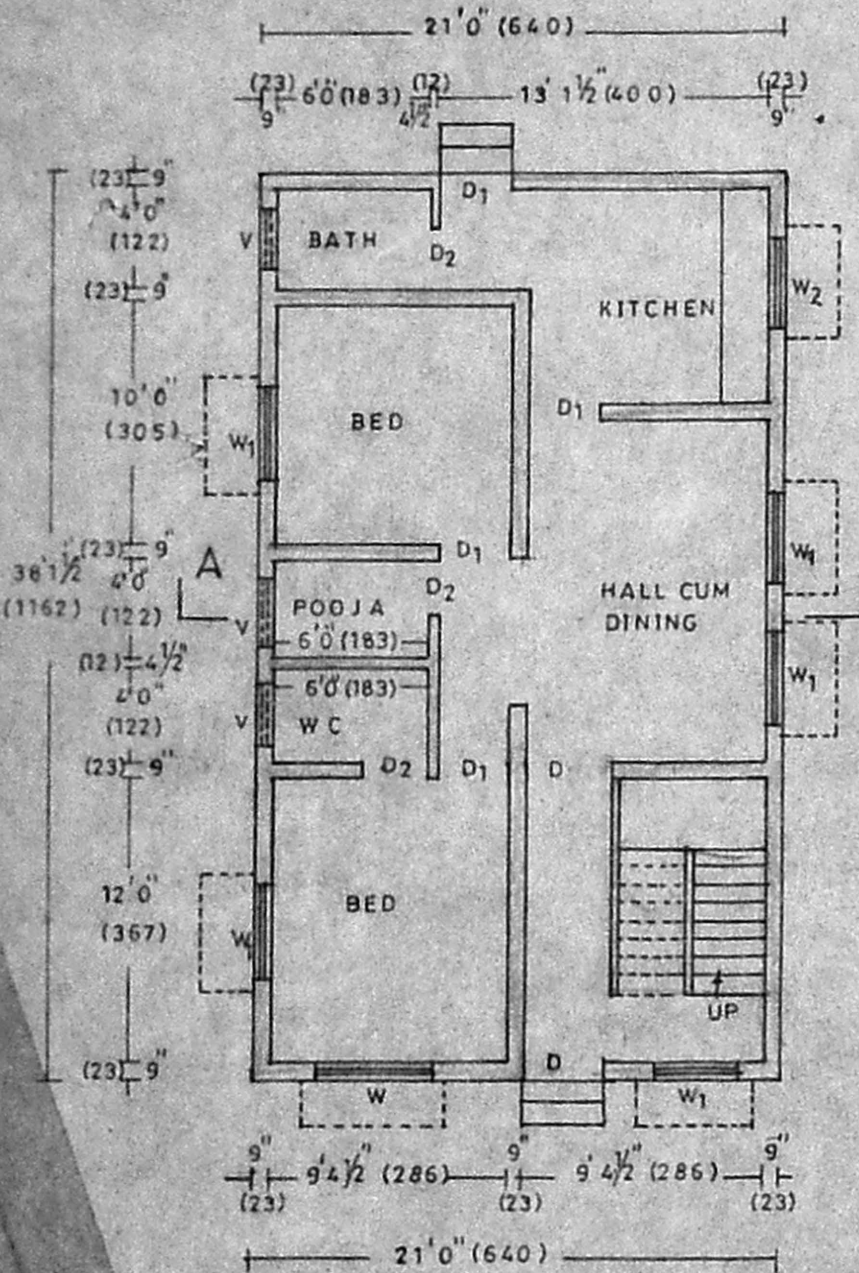 21'0"(640)
(23) 6'0"(183) (12) 13' 1½"(400) (23)
9" 4½" 9"
(23) 9"
4'0"
(122)
(23) 9"
10'0"
(305)
(23) 9"
38'1½"
(1162)
4'0"
(122)
(12) 4½"
4'0"
(122)
(23) 9"
12'0"
(367)
(23) 9"
D1
V BATH
D2
KITCHEN W2
D1
W1 BED
D1
A
POOJA D2
V 6'0"(183)
HALL CUM
DINING
W1
6'0"(183)
V WC
W1
D2 D1 D
W1 BED
UP
W D W1
9" 9'4½" (286) 9" 9'4½" (286) 9"
(23) (23) (23)
21'0"(640)